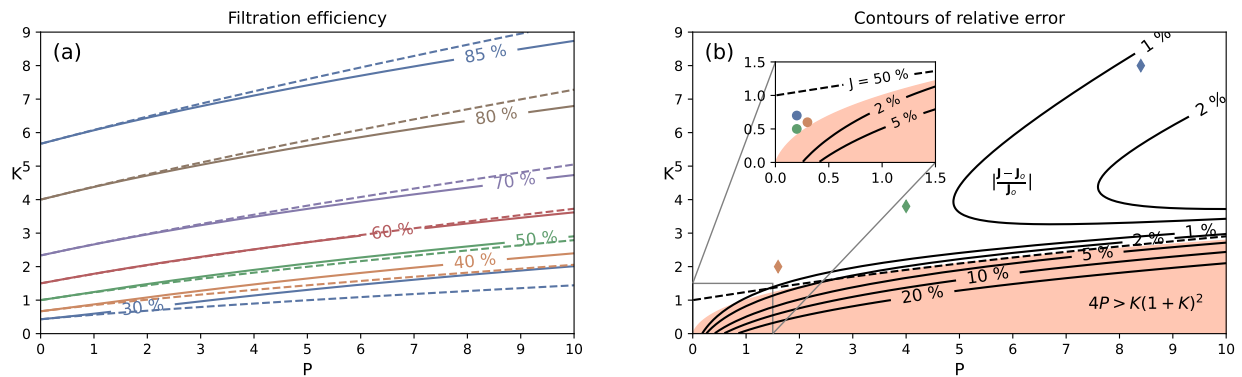 Filtration efficiency
(a)
85 %
80 %
70 %
60 %
50 %
40 %
30 %
K
9
8
7
6
5
4
3
2
1
0
0 1 2 3 4 5 6 7 8 9 10
P
Contours of relative error
(b)
1 %
2 %
1.5
1.0
0.5
0.0
0.0 0.5 1.0 1.5
J = 50 %
2 %
5 %
|J−Jₒ/Jₒ|
1 %
2 %
5 %
10 %
20 %
4P > K(1 + K)²
K
9
8
7
6
5
4
3
2
1
0
0 1 2 3 4 5 6 7 8 9 10
P